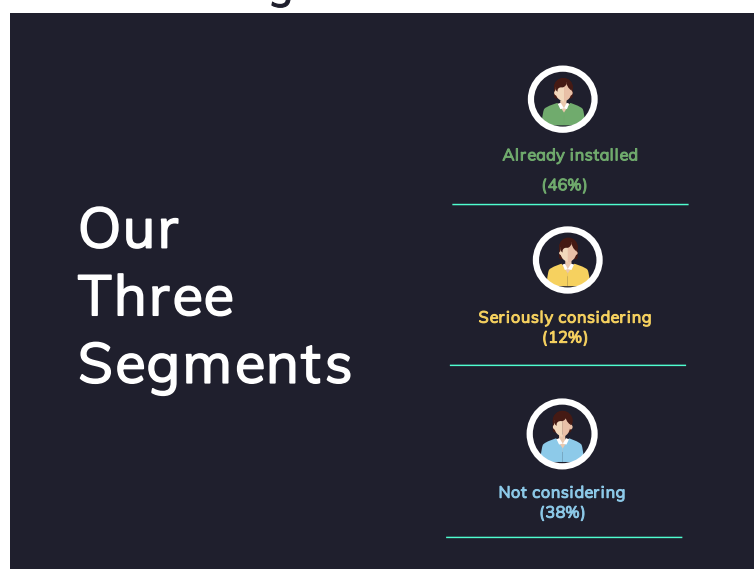 Our
Three
Segments
Already installed
(46%)
Seriously considering
(12%)
Not considering
(38%)